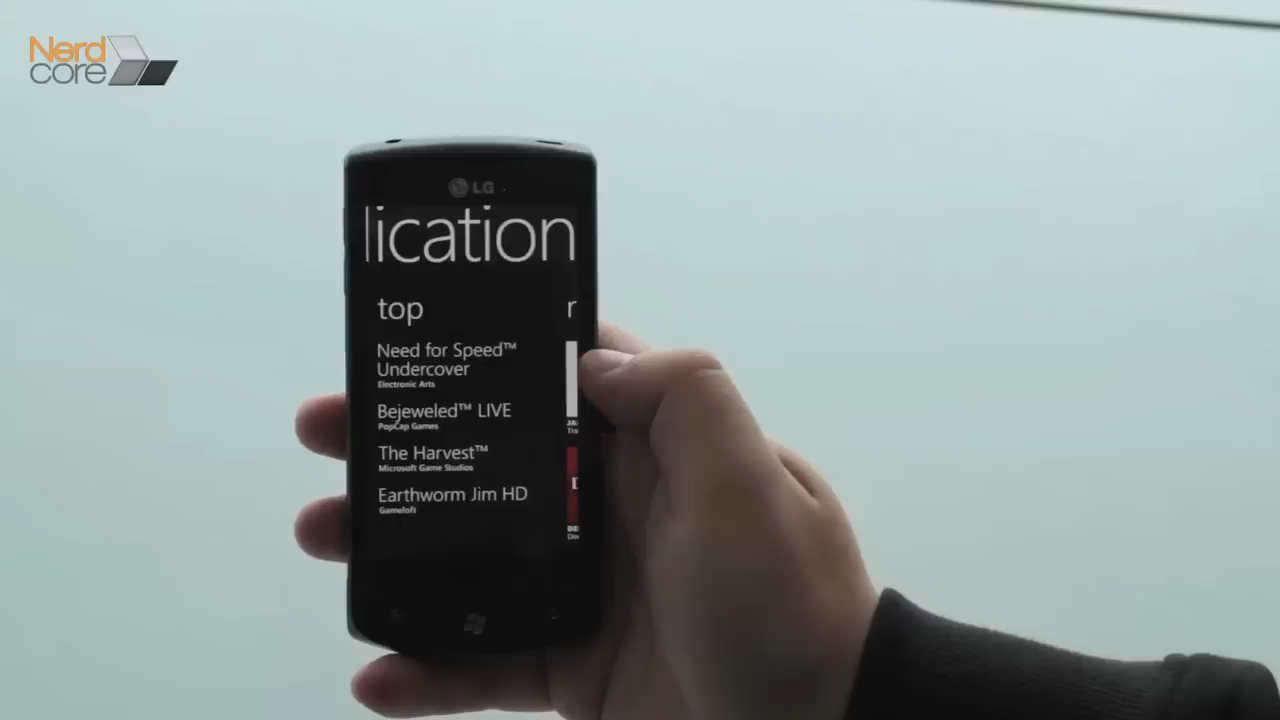 Nerd
core
LG
lication
top
r
Need for Speed™
Undercover
Electronic Arts
Bejeweled™ LIVE
PopCap Games
The Harvest™
Microsoft Game Studios
Earthworm Jim HD
Gameloft
D